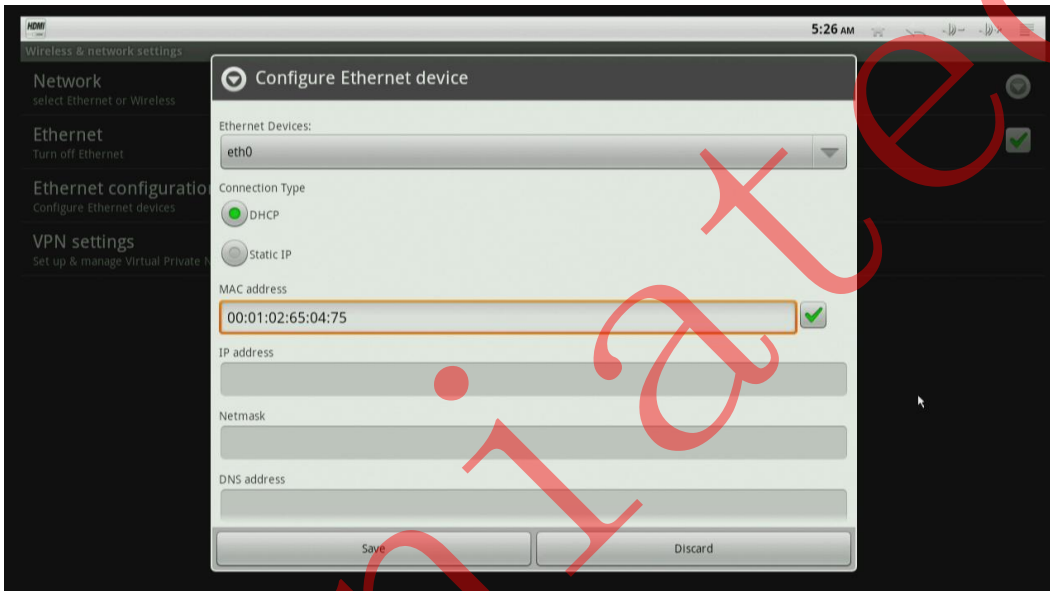 HDMI
5:26 AM
Wireless & network settings
Network
select Ethernet or Wireless
Ethernet
Turn off Ethernet
Ethernet configuratio
Configure Ethernet devices
VPN settings
Set up & manage Virtual Private N
Configure Ethernet device
Ethernet Devices:
eth0
Connection Type
DHCP
Static IP
MAC address
00:01:02:65:04:75
IP address
Netmask
DNS address
Save
Discard